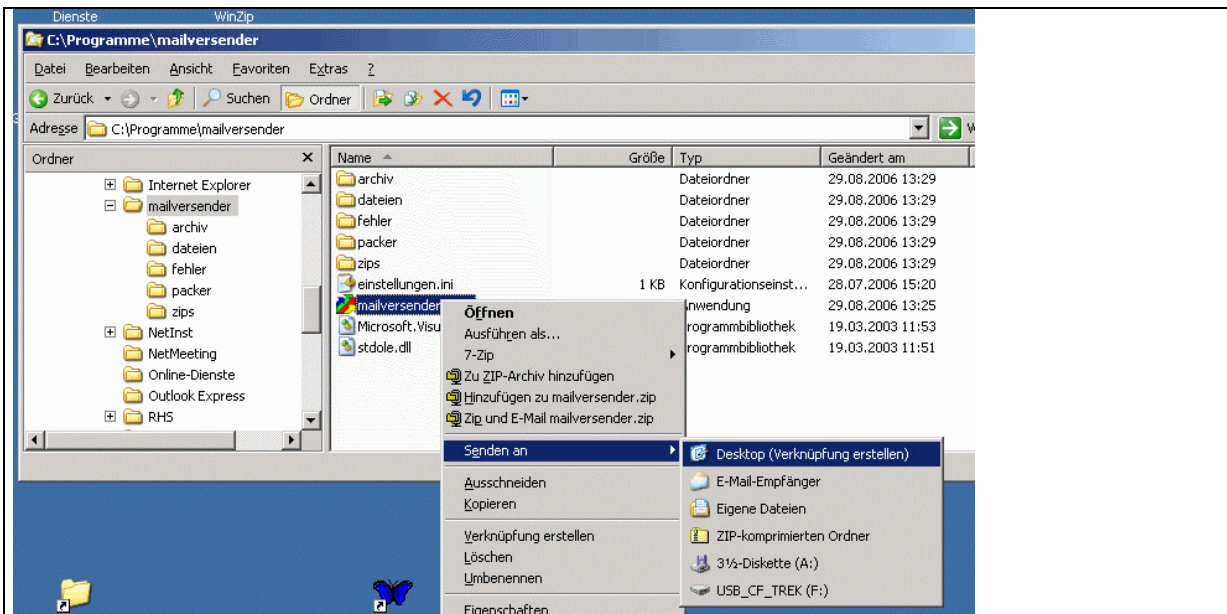 Dienste WinZip
C:\Programme\mailversender
Datei Bearbeiten Ansicht Favoriten Extras ?
Zurück Suchen Ordner
Adresse C:\Programme\mailversender
Ordner x Name Größe Typ Geändert am
Internet Explorer
mailversender
archiv
dateien
fehler
packer
zips
NetInst
NetMeeting
Online-Dienste
Outlook Express
RHS
archiv Dateiordner 29.08.2006 13:29
dateien Dateiordner 29.08.2006 13:29
fehler Dateiordner 29.08.2006 13:29
packer Dateiordner 29.08.2006 13:29
zips Dateiordner 29.08.2006 13:29
einstellungen.ini 1 KB Konfigurationseinst... 28.07.2006 15:20
mailversender nwendung 29.08.2006 13:25
Microsoft.Visu rogrammbibliothek 19.03.2003 11:53
stdole.dll rogrammbibliothek 19.03.2003 11:51
Öffnen
Ausführen als...
7-Zip
Zu ZIP-Archiv hinzufügen
Hinzufügen zu mailversender.zip
Zip und E-Mail mailversender.zip
Senden an
Ausschneiden
Kopieren
Verknüpfung erstellen
Löschen
Umbenennen
Eigenschaften
Desktop (Verknüpfung erstellen)
E-Mail-Empfänger
Eigene Dateien
ZIP-komprimierten Ordner
3½-Diskette (A:)
USB_CF_TREK (F:)